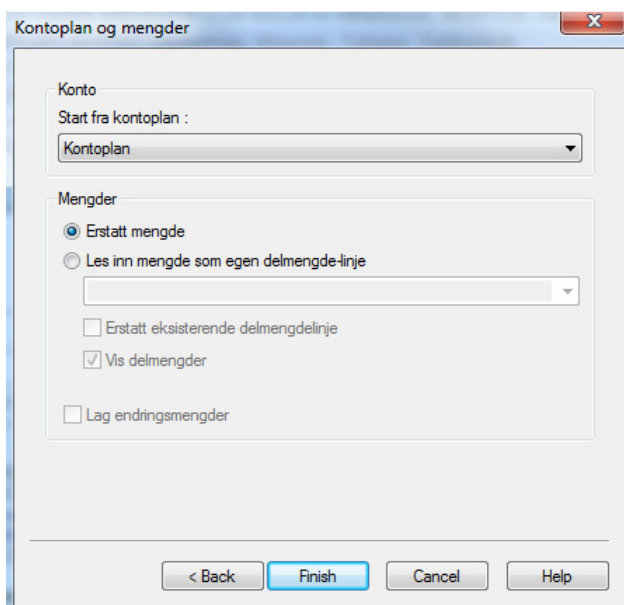 Kontoplan og mengder
Konto
Start fra kontoplan :
Kontoplan
Mengder
Erstatt mengde
Les inn mengde som egen delmengde-linje
Erstatt eksisterende delmengdelinje
Vis delmengder
Lag endringsmengder
< Back Finish Cancel Help